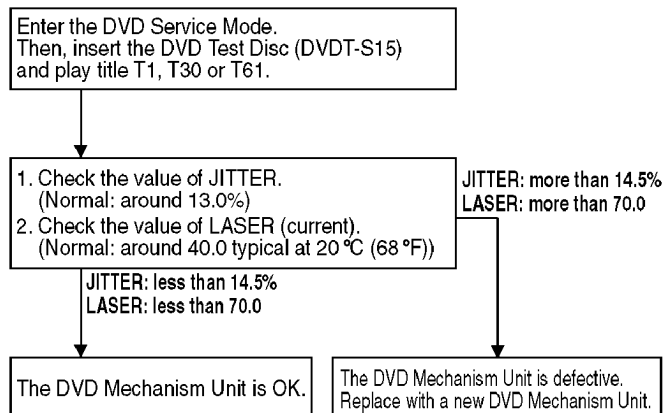 Enter the DVD Service Mode.
Then, insert the DVD Test Disc (DVDT-S15)
and play title T1, T30 or T61.
1. Check the value of JITTER.
(Normal: around 13.0%)
2. Check the value of LASER (current).
(Normal: around 40.0 typical at 20 °C (68 °F))
JITTER: more than 14.5%
LASER: more than 70.0
JITTER: less than 14.5%
LASER: less than 70.0
The DVD Mechanism Unit is OK.
The DVD Mechanism Unit is defective.
Replace with a new DVD Mechanism Unit.